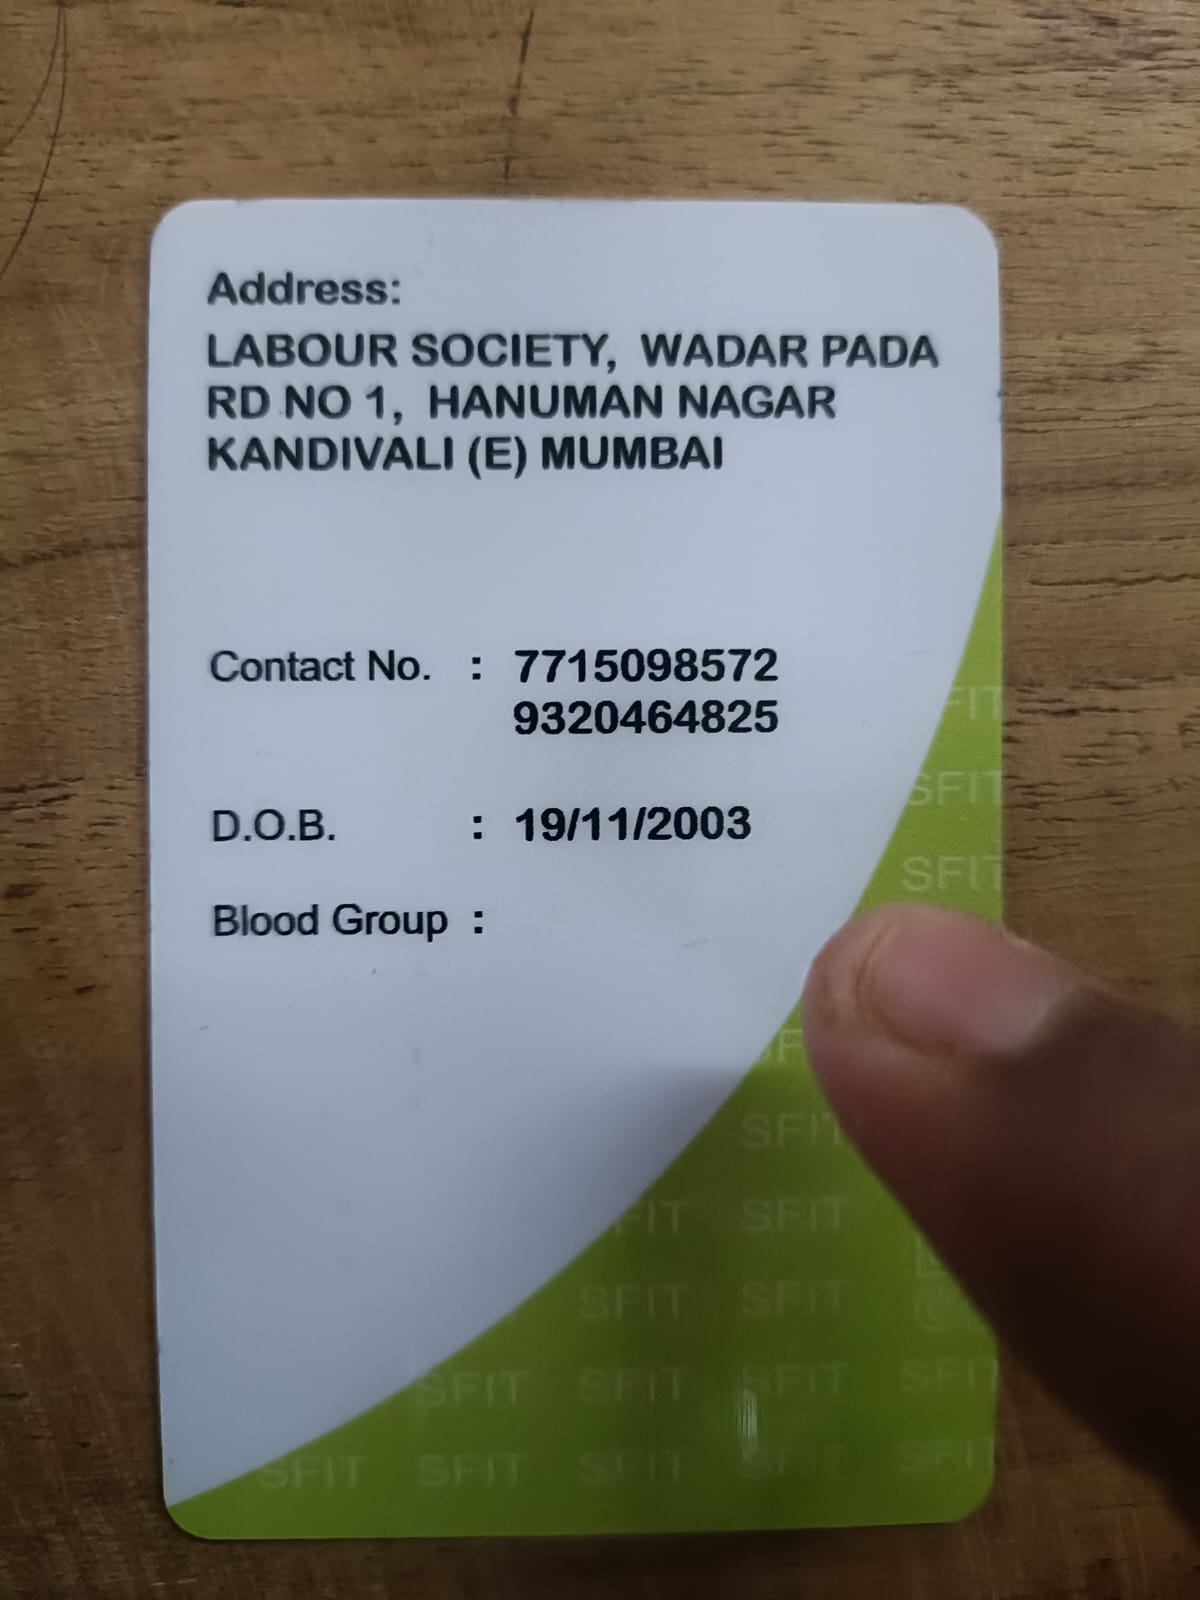 Address:
LABOUR SOCIETY, WADAR PADA
RD NO 1, HANUMAN NAGAR
KANDIVALI (E) MUMBAI
Contact No. : 7715098572
9320464825
D.O.B. : 19/11/2003
Blood Group :
SFIT
SFIT
SFIT
SFIT SFIT
SFIT SFIT
SFIT SFIT SFIT SFIT
SFIT SFIT SFIT SFIT SFIT